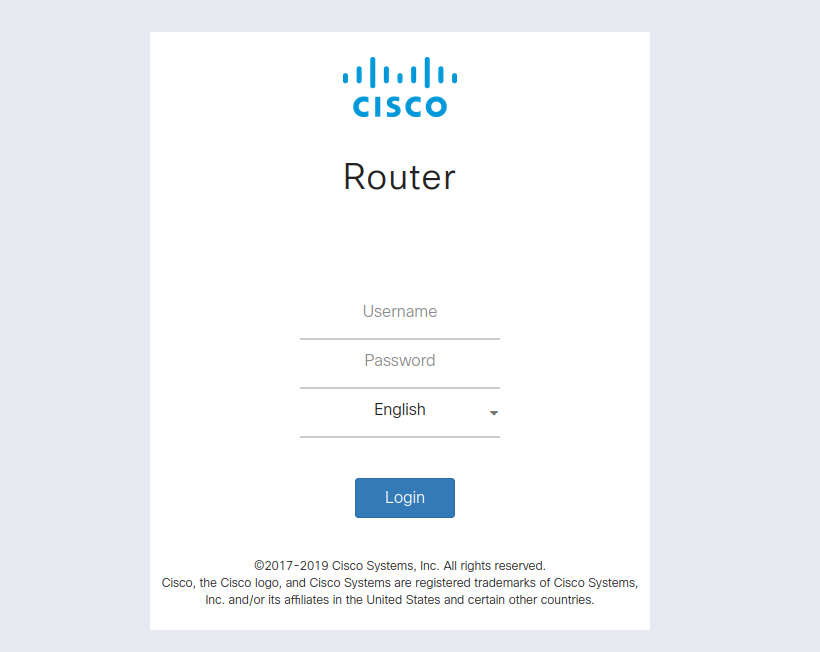 CISCO
Router
Username
Password
English
Login
©2017-2019 Cisco Systems, Inc. All rights reserved.
Cisco, the Cisco logo, and Cisco Systems are registered trademarks of Cisco Systems,
Inc. and/or its affiliates in the United States and certain other countries.